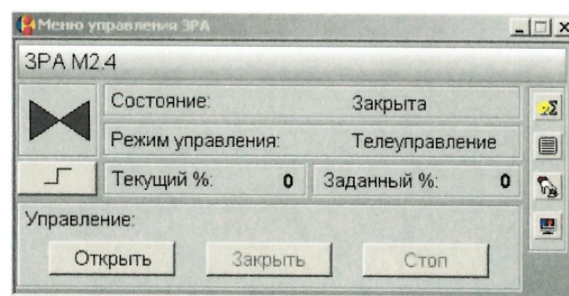 Меню управления ЗРА
ЗРА М2.4
Состояние: Закрыта
Режим управления: Телеуправление
Текущий %: 0 Заданный %: 0
Управление:
Открыть Закрыть Стоп